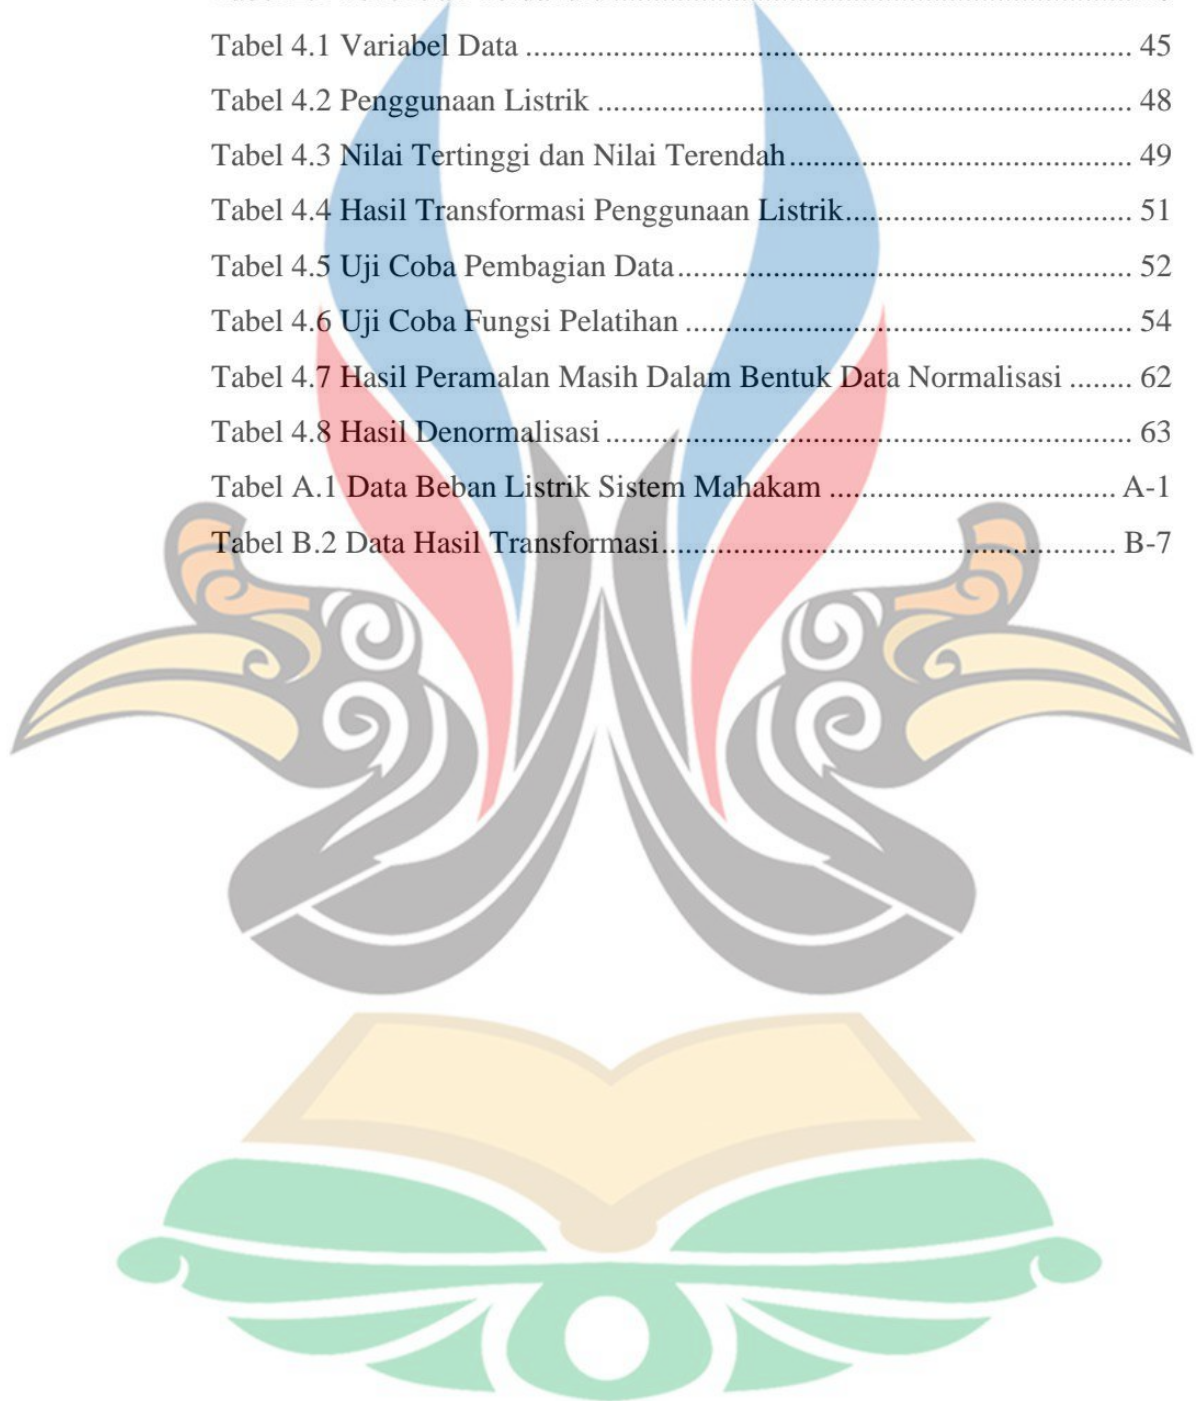 Tabel 4.1 Variabel Data ............................................................................. 45
Tabel 4.2 Penggunaan Listrik .................................................................... 48
Tabel 4.3 Nilai Tertinggi dan Nilai Terendah ........................................... 49
Tabel 4.4 Hasil Transformasi Penggunaan Listrik .................................... 51
Tabel 4.5 Uji Coba Pembagian Data ......................................................... 52
Tabel 4.6 Uji Coba Fungsi Pelatihan ........................................................ 54
Tabel 4.7 Hasil Peramalan Masih Dalam Bentuk Data Normalisasi ........ 62
Tabel 4.8 Hasil Denormalisasi ................................................................... 63
Tabel A.1 Data Beban Listrik Sistem Mahakam .................................... A-1
Tabel B.2 Data Hasil Transformasi .......................................................... B-7